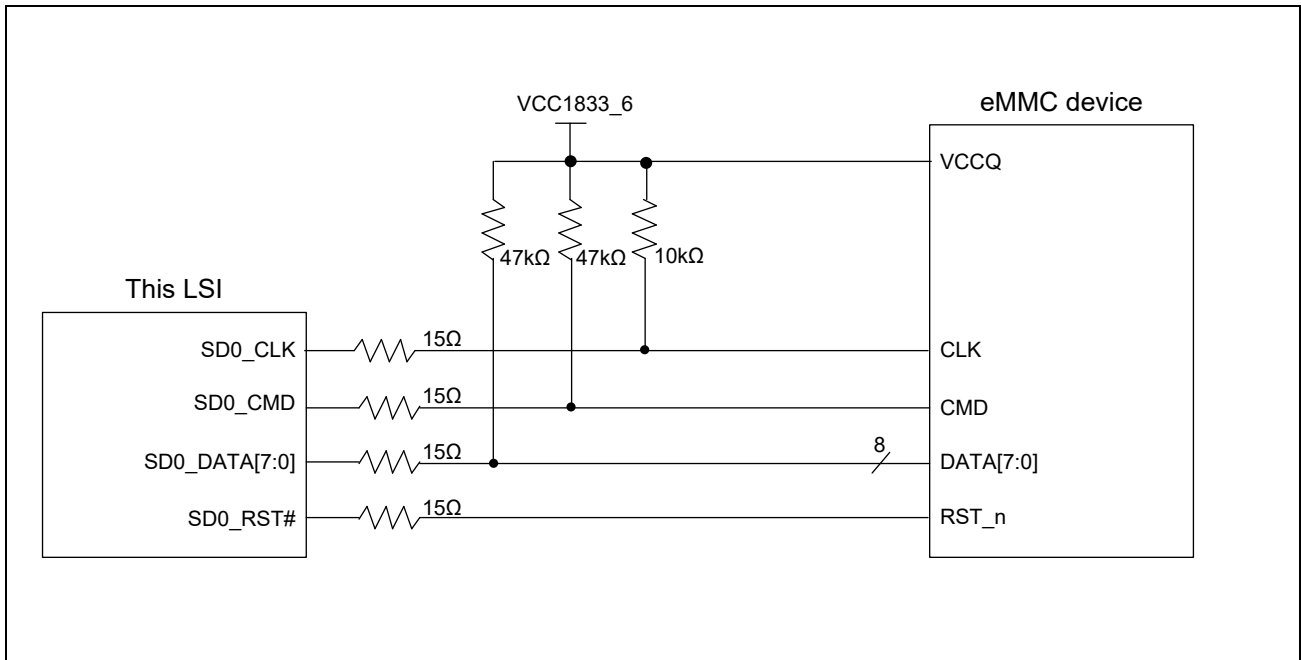 VCC1833_6
eMMC device
VCCQ
47kΩ 47kΩ 10kΩ
This LSI
SD0_CLK 15Ω CLK
SD0_CMD 15Ω CMD
SD0_DATA[7:0] 15Ω 8 DATA[7:0]
SD0_RST# 15Ω RST_n